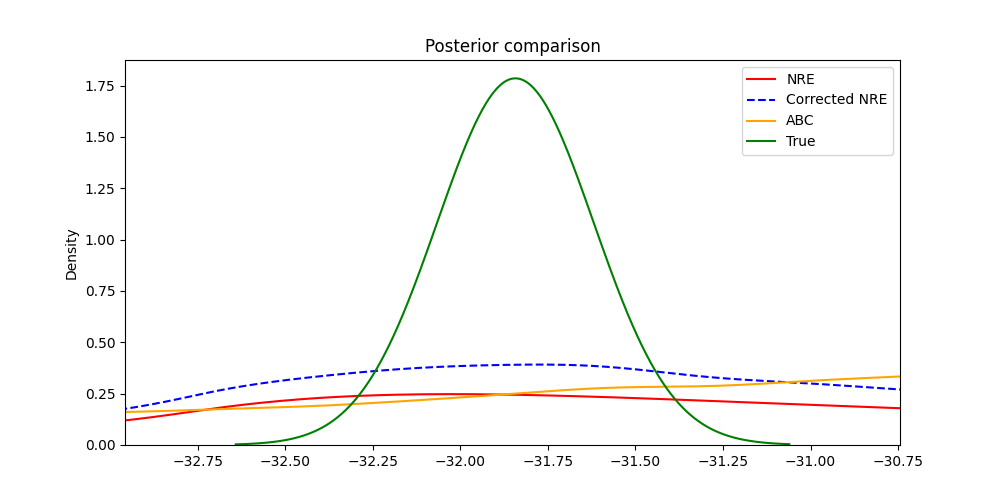 Posterior comparison
NRE
Corrected NRE
ABC
True
Density
1.75
1.50
1.25
1.00
0.75
0.50
0.25
0.00
−32.75
−32.50
−32.25
−32.00
−31.75
−31.50
−31.25
−31.00
−30.75